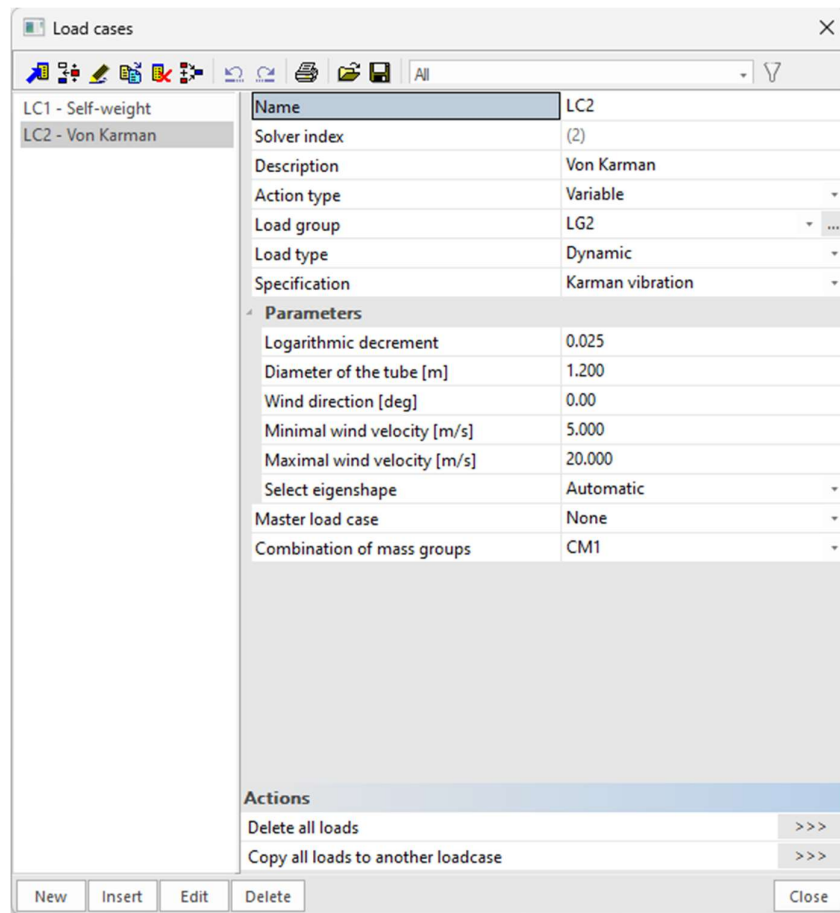 Load cases
All
LC1 - Self-weight
LC2 - Von Karman
Name LC2
Solver index (2)
Description Von Karman
Action type Variable
Load group LG2 ...
Load type Dynamic
Specification Karman vibration
Parameters
Logarithmic decrement 0.025
Diameter of the tube [m] 1.200
Wind direction [deg] 0.00
Minimal wind velocity [m/s] 5.000
Maximal wind velocity [m/s] 20.000
Select eigenshape Automatic
Master load case None
Combination of mass groups CM1
Actions
Delete all loads >>>
Copy all loads to another loadcase >>>
New Insert Edit Delete Close